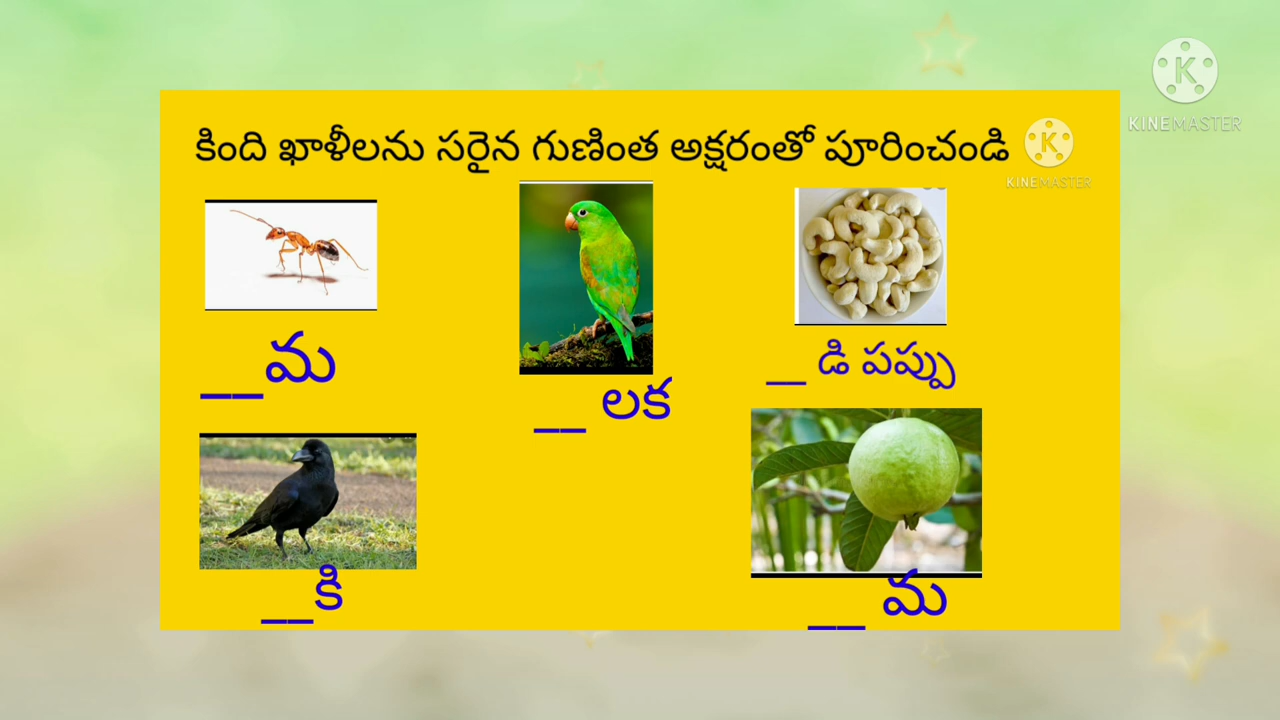 కింది ఖాళీలను సరైన గుణింత అక్షరంతో పూరించండి
KINEMASTER
KINEMASTER
__మ
__ లక
__ డి పప్పు
__కి
__ మ